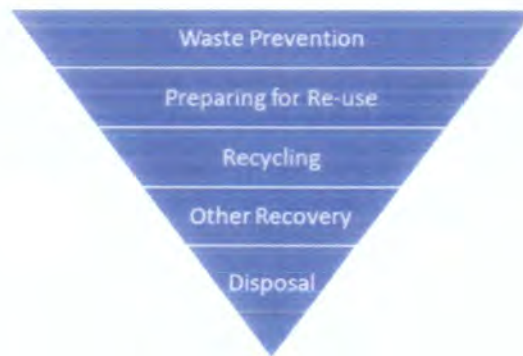 Waste Prevention
Preparing for Re-use
Recycling
Other Recovery
Disposal